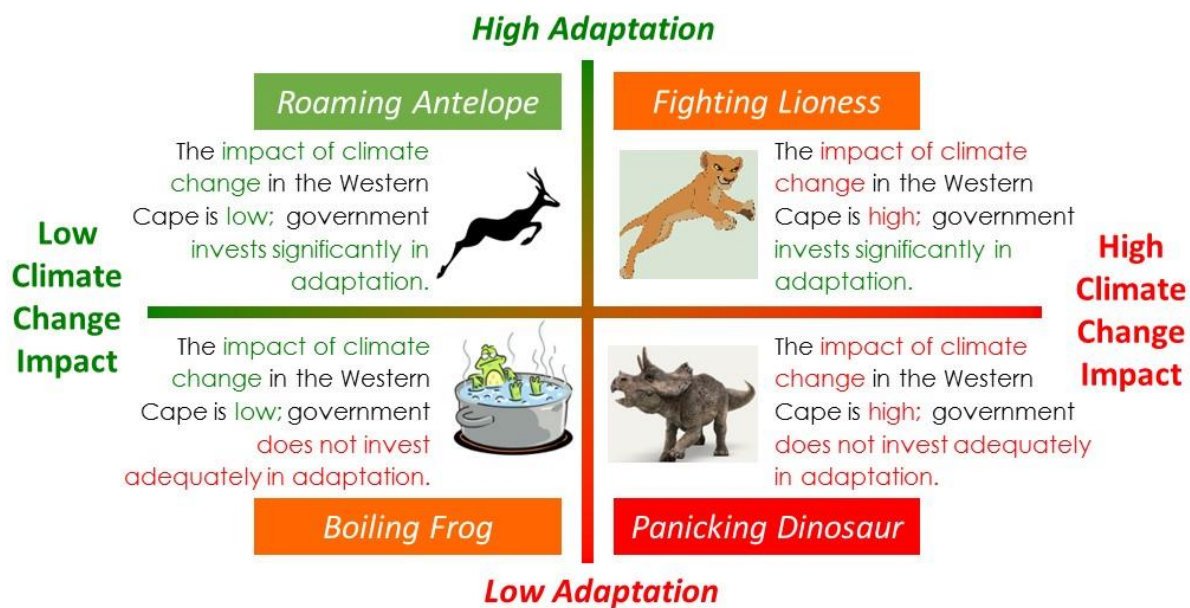 High Adaptation
Roaming Antelope
The impact of climate
change in the Western
Cape is low; government
invests significantly in
adaptation.
Fighting Lioness
The impact of climate
change in the Western
Cape is high; government
invests significantly in
adaptation.
Low
Climate
Change
Impact
High
Climate
Change
Impact
The impact of climate
change in the Western
Cape is low; government
does not invest
adequately in adaptation.
Boiling Frog
The impact of climate
change in the Western
Cape is high; government
does not invest adequately
in adaptation.
Panicking Dinosaur
Low Adaptation